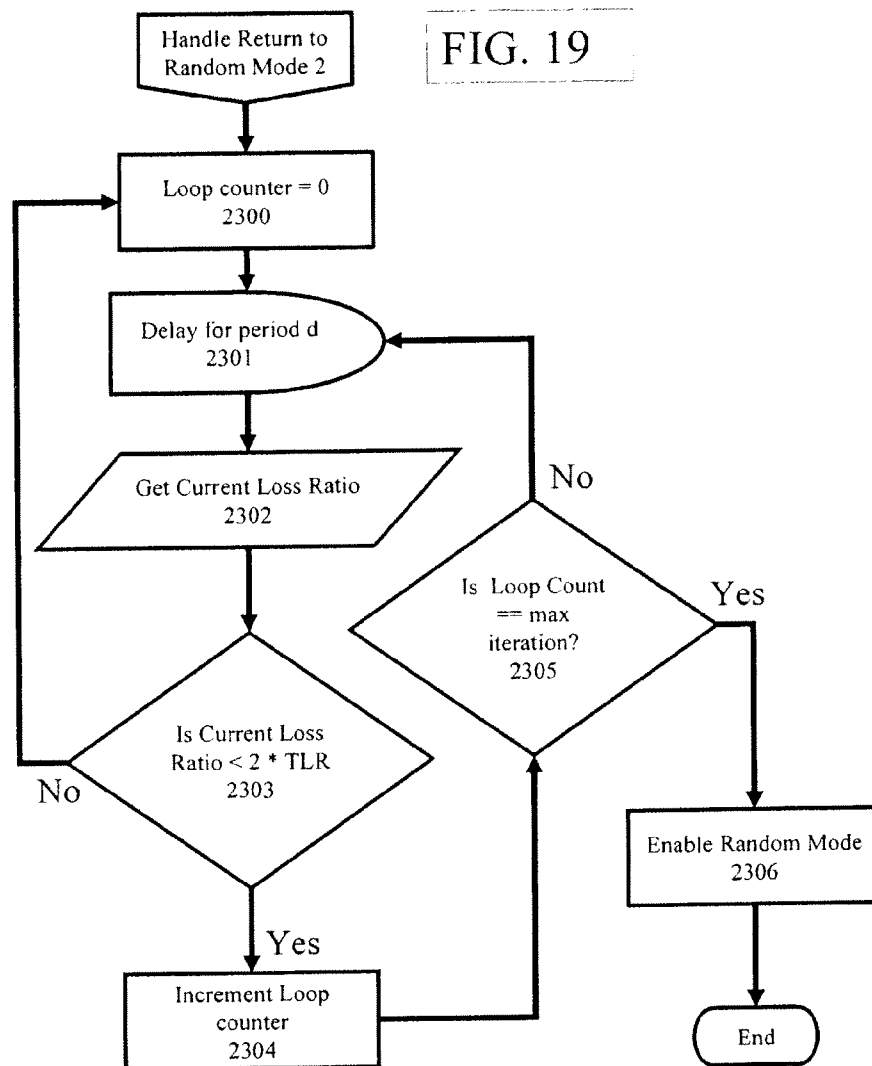 Handle Return to
Random Mode 2
FIG. 19
Loop counter = 0
2300
Delay for period d
2301
Get Current Loss Ratio
2302
No
Is Loop Count
== max
iteration?
2305
Yes
Is Current Loss
Ratio < 2 * TLR
2303
No
Enable Random Mode
2306
Yes
Increment Loop
counter
2304
End